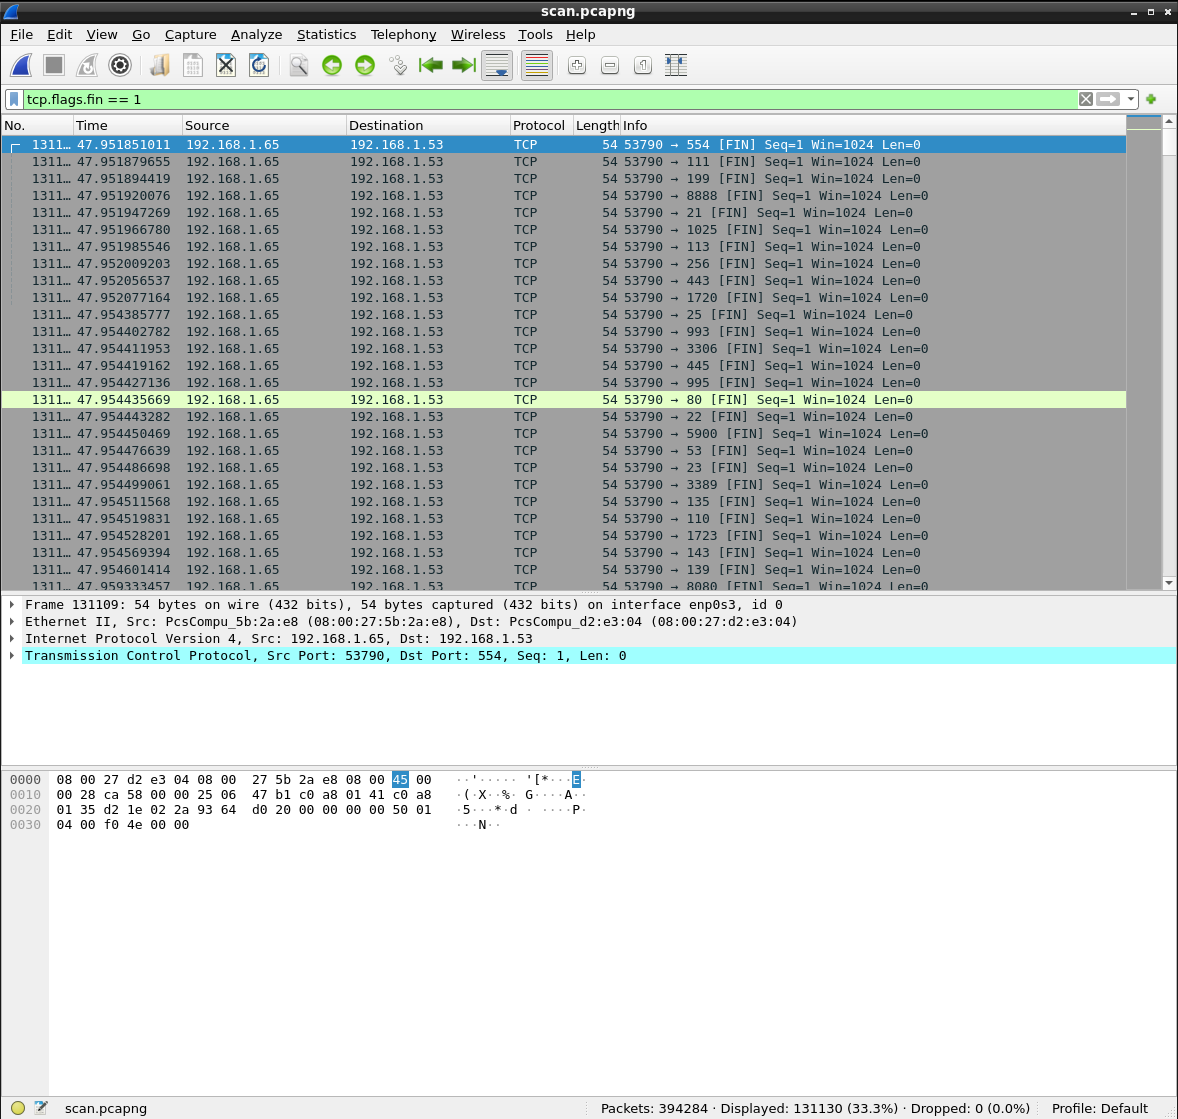 scan.pcapng
File Edit View Go Capture Analyze Statistics Telephony Wireless Tools Help
tcp.flags.fin == 1
No. Time Source Destination Protocol Length Info
1311… 47.951851011 192.168.1.65 192.168.1.53 TCP 54 53790 → 554 [FIN] Seq=1 Win=1024 Len=0
1311… 47.951879655 192.168.1.65 192.168.1.53 TCP 54 53790 → 111 [FIN] Seq=1 Win=1024 Len=0
1311… 47.951894419 192.168.1.65 192.168.1.53 TCP 54 53790 → 199 [FIN] Seq=1 Win=1024 Len=0
1311… 47.951920076 192.168.1.65 192.168.1.53 TCP 54 53790 → 8888 [FIN] Seq=1 Win=1024 Len=0
1311… 47.951947269 192.168.1.65 192.168.1.53 TCP 54 53790 → 21 [FIN] Seq=1 Win=1024 Len=0
1311… 47.951966780 192.168.1.65 192.168.1.53 TCP 54 53790 → 1025 [FIN] Seq=1 Win=1024 Len=0
1311… 47.951985546 192.168.1.65 192.168.1.53 TCP 54 53790 → 113 [FIN] Seq=1 Win=1024 Len=0
1311… 47.952009203 192.168.1.65 192.168.1.53 TCP 54 53790 → 256 [FIN] Seq=1 Win=1024 Len=0
1311… 47.952056537 192.168.1.65 192.168.1.53 TCP 54 53790 → 443 [FIN] Seq=1 Win=1024 Len=0
1311… 47.952077164 192.168.1.65 192.168.1.53 TCP 54 53790 → 1720 [FIN] Seq=1 Win=1024 Len=0
1311… 47.954385777 192.168.1.65 192.168.1.53 TCP 54 53790 → 25 [FIN] Seq=1 Win=1024 Len=0
1311… 47.954402782 192.168.1.65 192.168.1.53 TCP 54 53790 → 993 [FIN] Seq=1 Win=1024 Len=0
1311… 47.954411953 192.168.1.65 192.168.1.53 TCP 54 53790 → 3306 [FIN] Seq=1 Win=1024 Len=0
1311… 47.954419162 192.168.1.65 192.168.1.53 TCP 54 53790 → 445 [FIN] Seq=1 Win=1024 Len=0
1311… 47.954427136 192.168.1.65 192.168.1.53 TCP 54 53790 → 995 [FIN] Seq=1 Win=1024 Len=0
1311… 47.954435669 192.168.1.65 192.168.1.53 TCP 54 53790 → 80 [FIN] Seq=1 Win=1024 Len=0
1311… 47.954443282 192.168.1.65 192.168.1.53 TCP 54 53790 → 22 [FIN] Seq=1 Win=1024 Len=0
1311… 47.954450469 192.168.1.65 192.168.1.53 TCP 54 53790 → 5900 [FIN] Seq=1 Win=1024 Len=0
1311… 47.954476639 192.168.1.65 192.168.1.53 TCP 54 53790 → 53 [FIN] Seq=1 Win=1024 Len=0
1311… 47.954486698 192.168.1.65 192.168.1.53 TCP 54 53790 → 23 [FIN] Seq=1 Win=1024 Len=0
1311… 47.954499061 192.168.1.65 192.168.1.53 TCP 54 53790 → 3389 [FIN] Seq=1 Win=1024 Len=0
1311… 47.954511568 192.168.1.65 192.168.1.53 TCP 54 53790 → 135 [FIN] Seq=1 Win=1024 Len=0
1311… 47.954519831 192.168.1.65 192.168.1.53 TCP 54 53790 → 110 [FIN] Seq=1 Win=1024 Len=0
1311… 47.954528201 192.168.1.65 192.168.1.53 TCP 54 53790 → 1723 [FIN] Seq=1 Win=1024 Len=0
1311… 47.954569394 192.168.1.65 192.168.1.53 TCP 54 53790 → 143 [FIN] Seq=1 Win=1024 Len=0
1311… 47.954601414 192.168.1.65 192.168.1.53 TCP 54 53790 → 139 [FIN] Seq=1 Win=1024 Len=0
1311… 47.959333457 192.168.1.65 192.168.1.53 TCP 54 53790 → 8080 [FIN] Seq=1 Win=1024 Len=0
Frame 131109: 54 bytes on wire (432 bits), 54 bytes captured (432 bits) on interface enp0s3, id 0
Ethernet II, Src: PcsCompu_5b:2a:e8 (08:00:27:5b:2a:e8), Dst: PcsCompu_d2:e3:04 (08:00:27:d2:e3:04)
Internet Protocol Version 4, Src: 192.168.1.65, Dst: 192.168.1.53
Transmission Control Protocol, Src Port: 53790, Dst Port: 554, Seq: 1, Len: 0
0000 08 00 27 d2 e3 04 08 00 27 5b 2a e8 08 00 45 00 ··'····· '[*···E·
0010 00 28 ca 58 00 00 25 06 47 b1 c0 a8 01 41 c0 a8 ·(·X··%· G····A··
0020 01 35 d2 1e 02 2a 93 64 d0 20 00 00 00 00 50 01 ·5···*·d · ····P·
0030 04 00 f0 4e 00 00 ···N··
scan.pcapng Packets: 394284 · Displayed: 131130 (33.3%) · Dropped: 0 (0.0%) Profile: Default